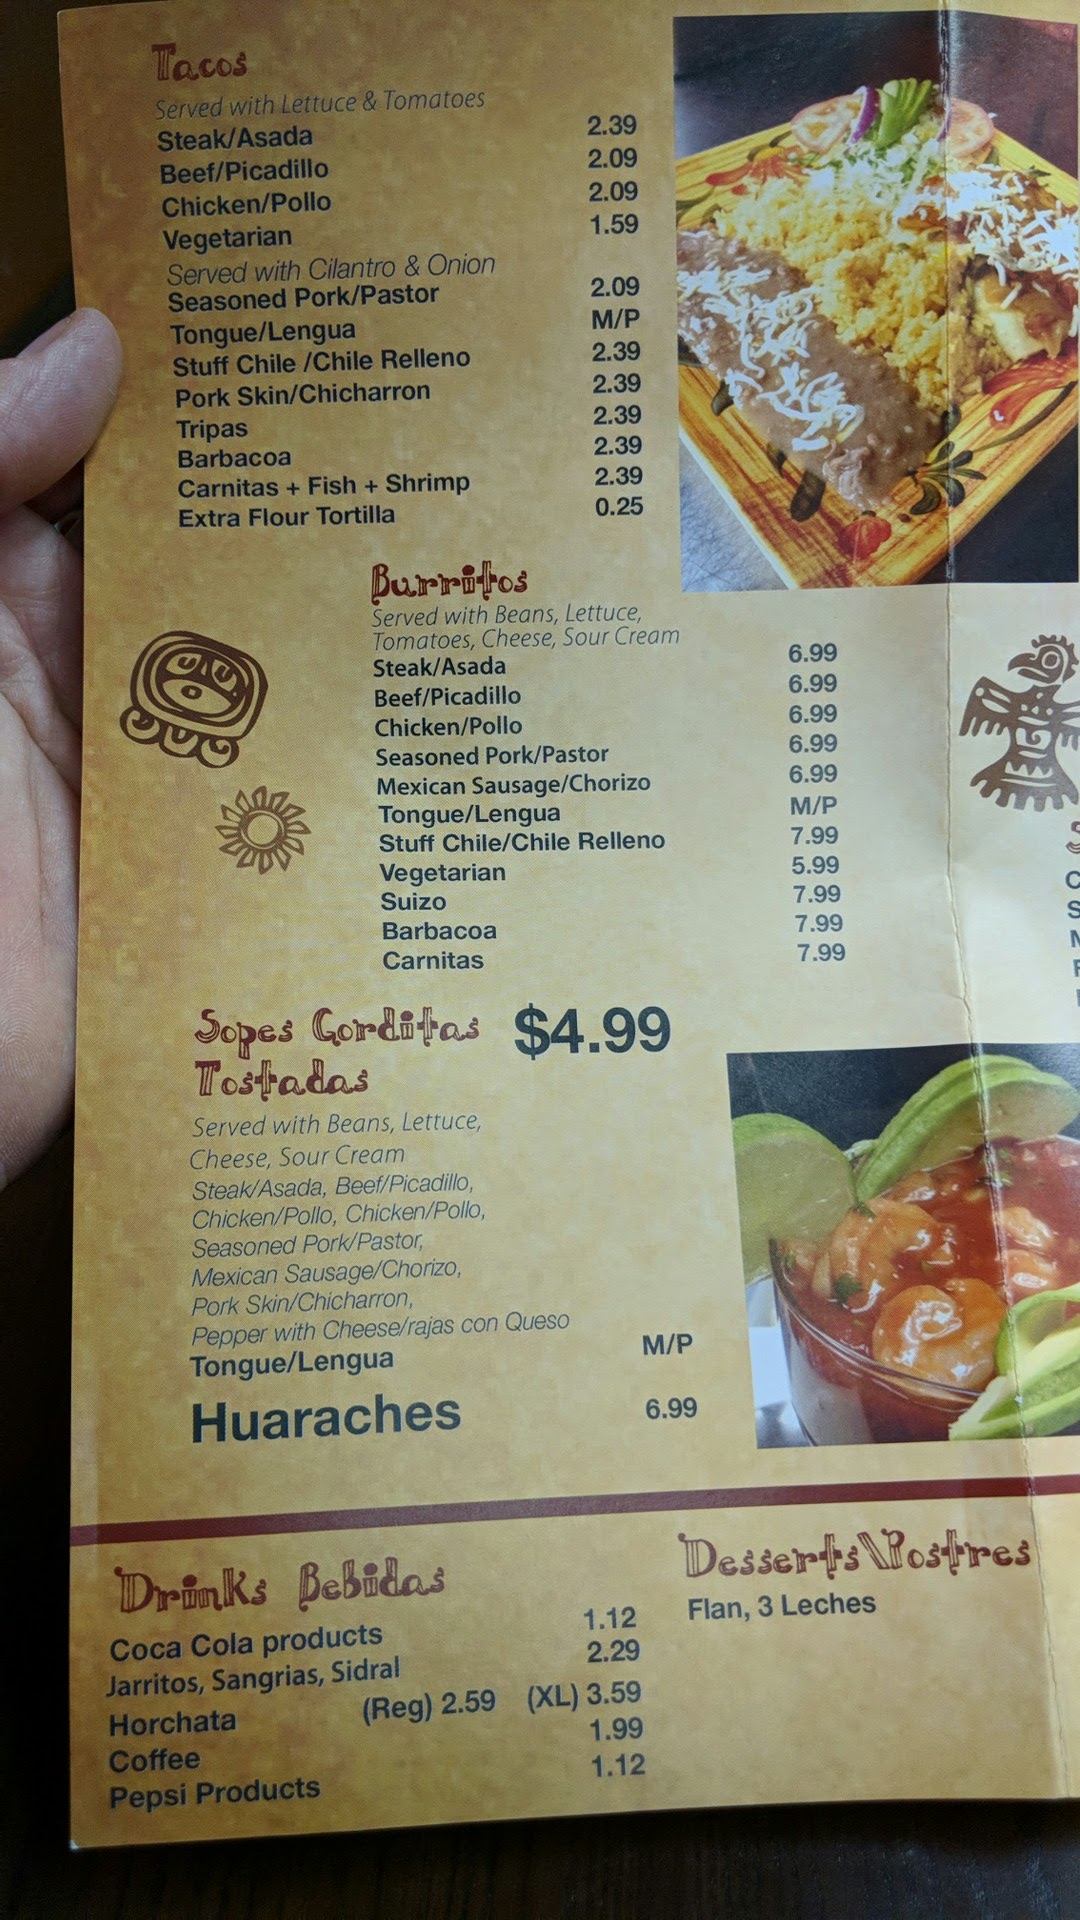 Tacos
Served with Lettuce & Tomatoes
Steak/Asada 2.39
Beef/Picadillo 2.09
Chicken/Pollo 2.09
Vegetarian 1.59
Served with Cilantro & Onion
Seasoned Pork/Pastor 2.09
Tongue/Lengua M/P
Stuff Chile /Chile Relleno 2.39
Pork Skin/Chicharron 2.39
Tripas 2.39
Barbacoa 2.39
Carnitas + Fish + Shrimp 2.39
Extra Flour Tortilla 0.25
Burritos
Served with Beans, Lettuce,
Tomatoes, Cheese, Sour Cream
Steak/Asada 6.99
Beef/Picadillo 6.99
Chicken/Pollo 6.99
Seasoned Pork/Pastor 6.99
Mexican Sausage/Chorizo 6.99
Tongue/Lengua M/P
Stuff Chile/Chile Relleno 7.99
Vegetarian 5.99
Suizo 7.99
Barbacoa 7.99
Carnitas 7.99
Sopes Gorditas $4.99
Tostadas
Served with Beans, Lettuce,
Cheese, Sour Cream
Steak/Asada, Beef/Picadillo,
Chicken/Pollo, Chicken/Pollo,
Seasoned Pork/Pastor,
Mexican Sausage/Chorizo,
Pork Skin/Chicharron,
Pepper with Cheese/rajas con Queso
Tongue/Lengua M/P
Huaraches 6.99
Drinks Bebidas
Coca Cola products 1.12
Jarritos, Sangrias, Sidral 2.29
Horchata (Reg) 2.59 (XL) 3.59
Coffee 1.99
Pepsi Products 1.12
Desserts\Postres
Flan, 3 Leches